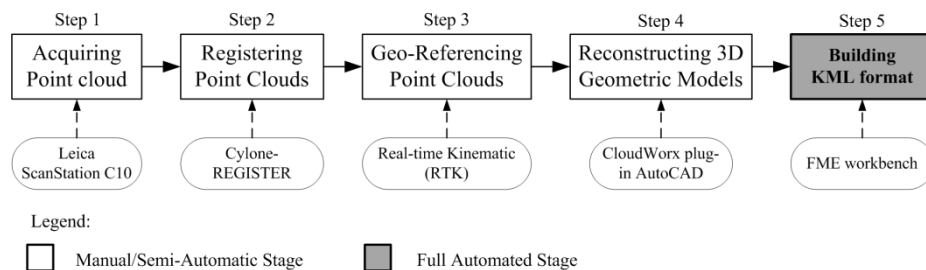 Step 1
Step 2
Step 3
Step 4
Step 5
Acquiring
Point cloud
Registering
Point Clouds
Geo-Referencing
Point Clouds
Reconstructing 3D
Geometric Models
Building
KML format
Leica
ScanStation C10
Cylone-
REGISTER
Real-time Kinematic
(RTK)
CloudWorx plug-
in AutoCAD
FME workbench
Legend:
Manual/Semi-Automatic Stage
Full Automated Stage